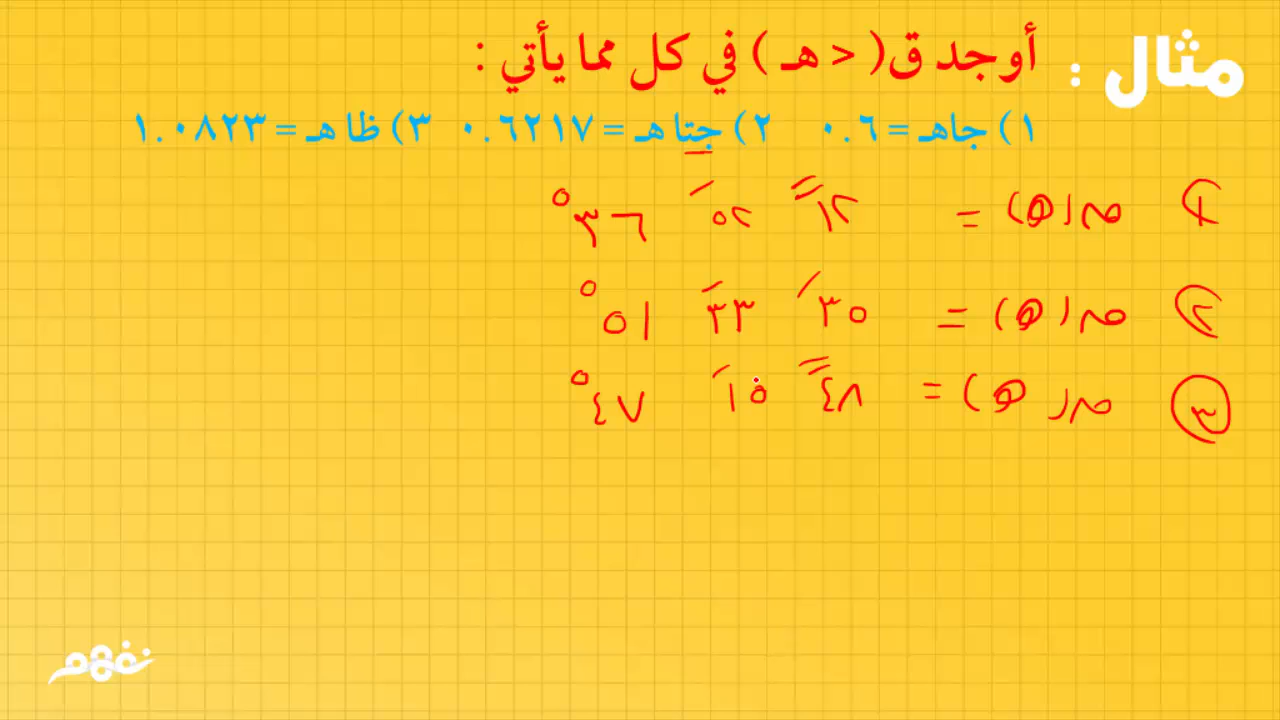 مثال : أوجد ق( < هـ ) في كل مما يأتي :
١) جاهـ = ٠.٦ ٢) جتا هـ = ٠.٦٢١٧ ٣) ظا هـ = ١.٠٨٢٣
١ ق(هـ) = ١٢ ً ٥٢ َ ٣٦°
٢ ق(هـ) = ٣٥ َ ٣٣ َ ٥١°
٣ ق(هـ) = ٤٨ ً ١٥ َ ٤٧°
نفهم